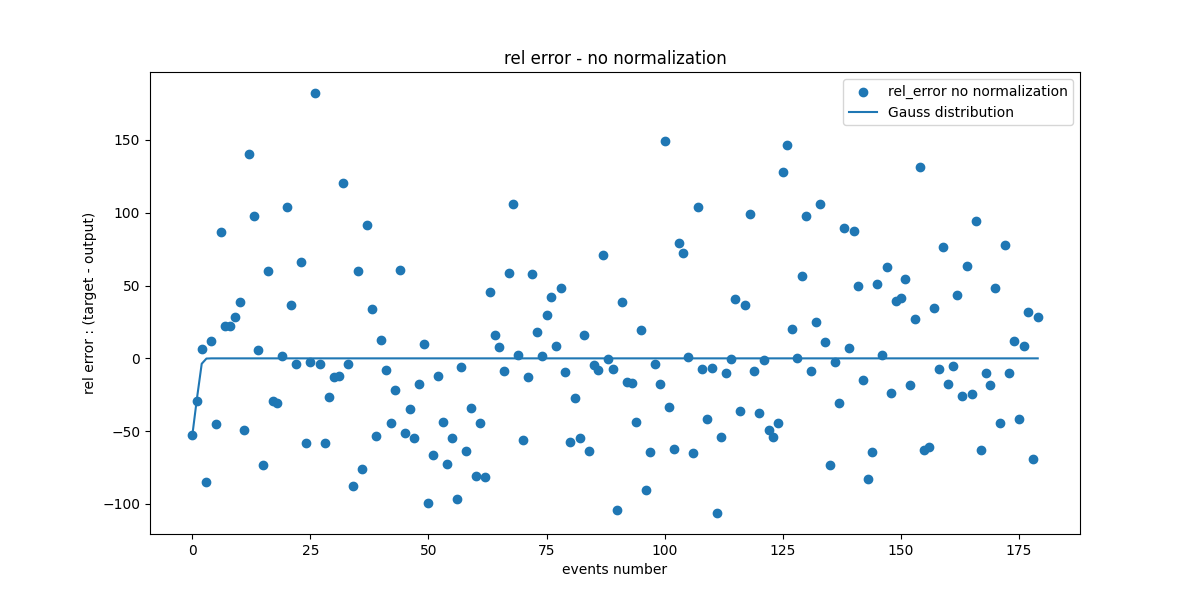 rel error - no normalization
rel_error no normalization
Gauss distribution
rel error : (target - output)
150
100
50
0
−50
−100
0 25 50 75 100 125 150 175
events number